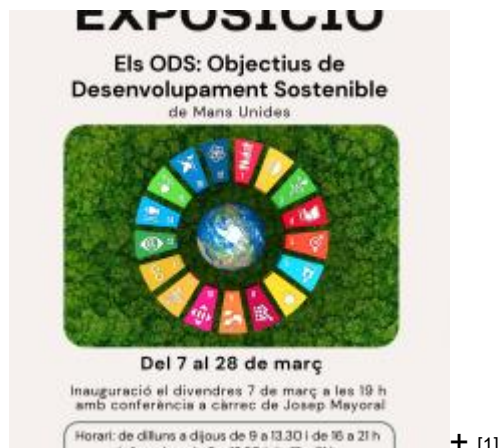 EXPOSICIÓ
Els ODS: Objectius de
Desenvolupament Sostenible
de Mans Unides
Del 7 al 28 de març
Inauguració el divendres 7 de març a les 19 h
amb conferència a càrrec de Josep Mayoral
Horari: de dilluns a dijous de 9 a 13.30 i de 16 a 21 h
+ [1]